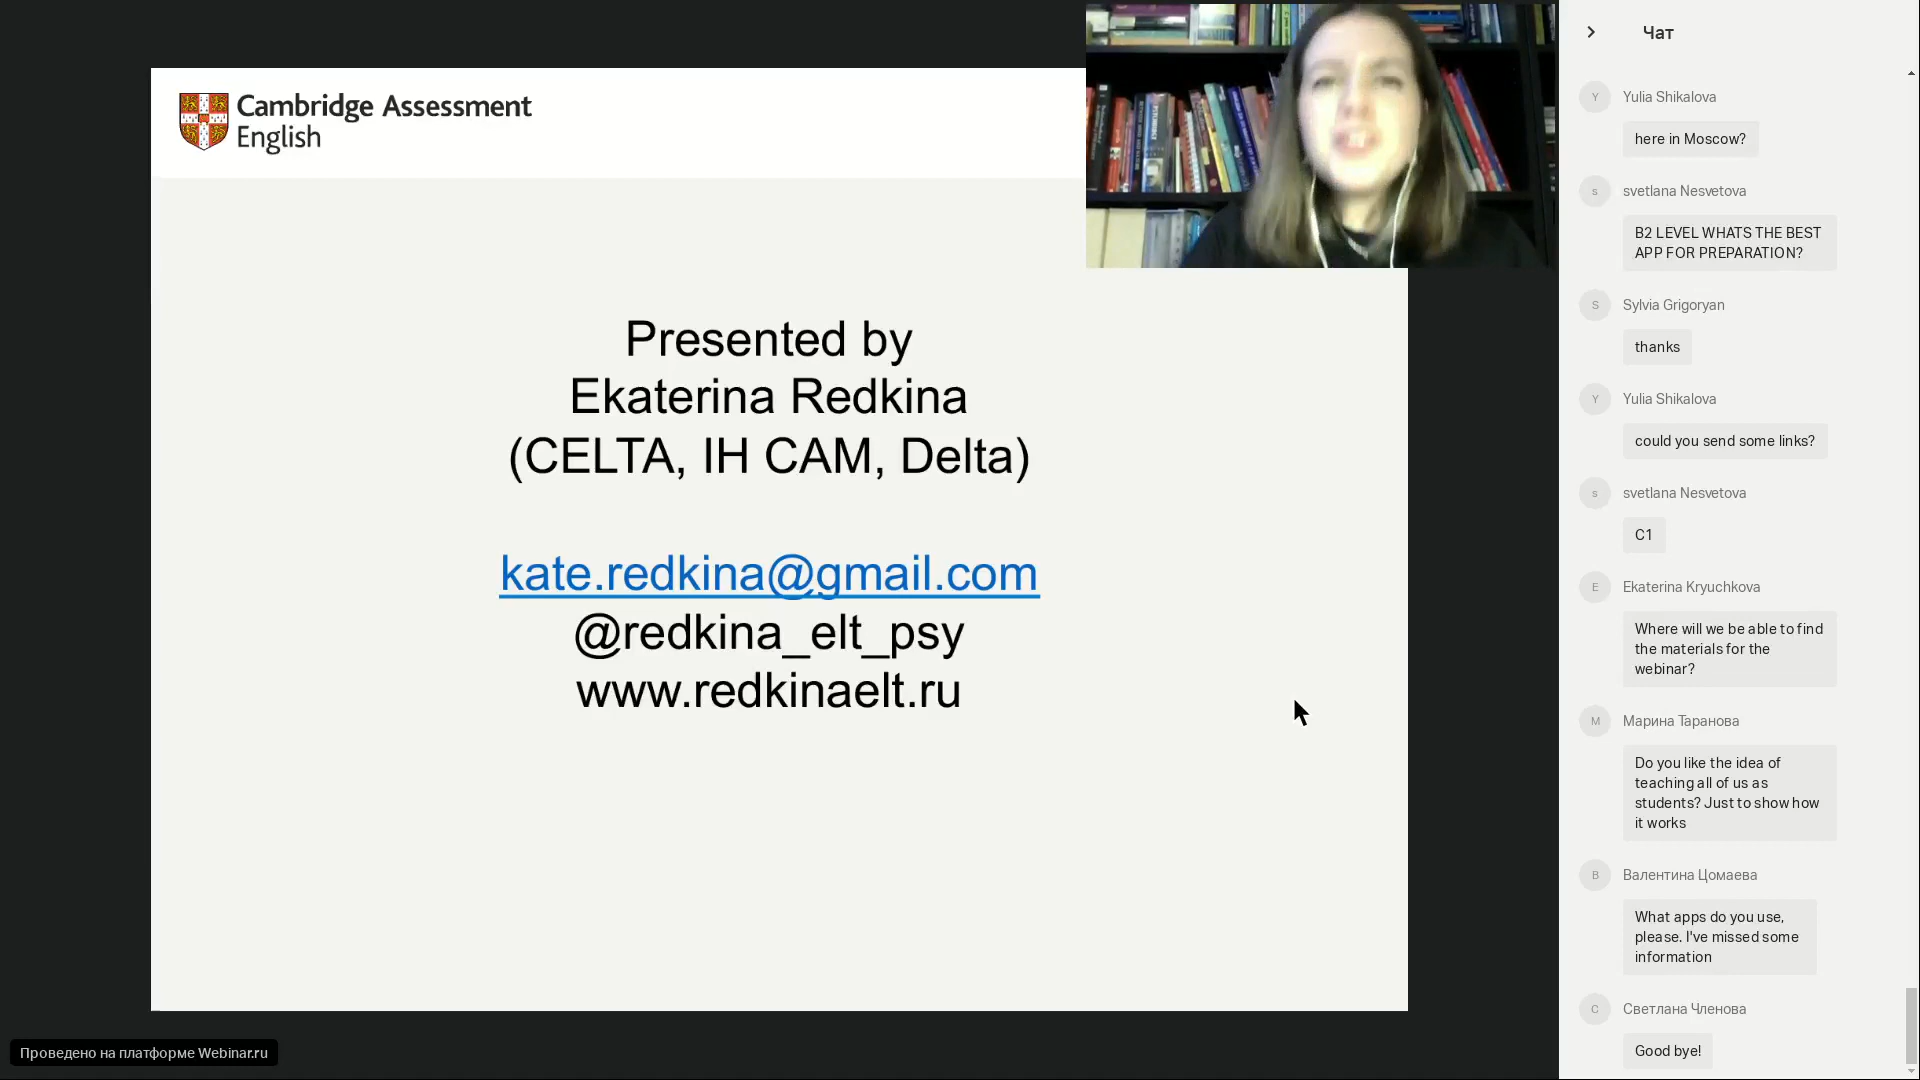 Cambridge Assessment
English
Presented by
Ekaterina Redkina
(CELTA, IH CAM, Delta)
kate.redkina@gmail.com
@redkina_elt_psy
www.redkinaelt.ru
Проведено на платформе Webinar.ru
Чат
Y
Yulia Shikalova
here in Moscow?
s
svetlana Nesvetova
B2 LEVEL WHATS THE BEST
APP FOR PREPARATION?
S
Sylvia Grigoryan
thanks
Y
Yulia Shikalova
could you send some links?
s
svetlana Nesvetova
C1
E
Ekaterina Kryuchkova
Where will we be able to find
the materials for the
webinar?
М
Марина Таранова
Do you like the idea of
teaching all of us as
students? Just to show how
it works
В
Валентина Цомаева
What apps do you use,
please. I've missed some
information
С
Светлана Членова
Good bye!